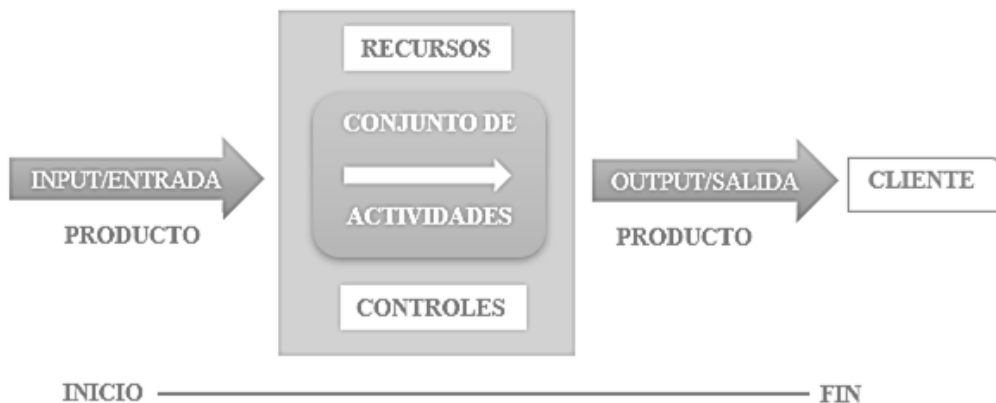 RECURSOS
CONJUNTO DE
ACTIVIDADES
CONTROLES
INPUT/ENTRADA
PRODUCTO
OUTPUT/SALIDA
PRODUCTO
CLIENTE
INICIO
FIN